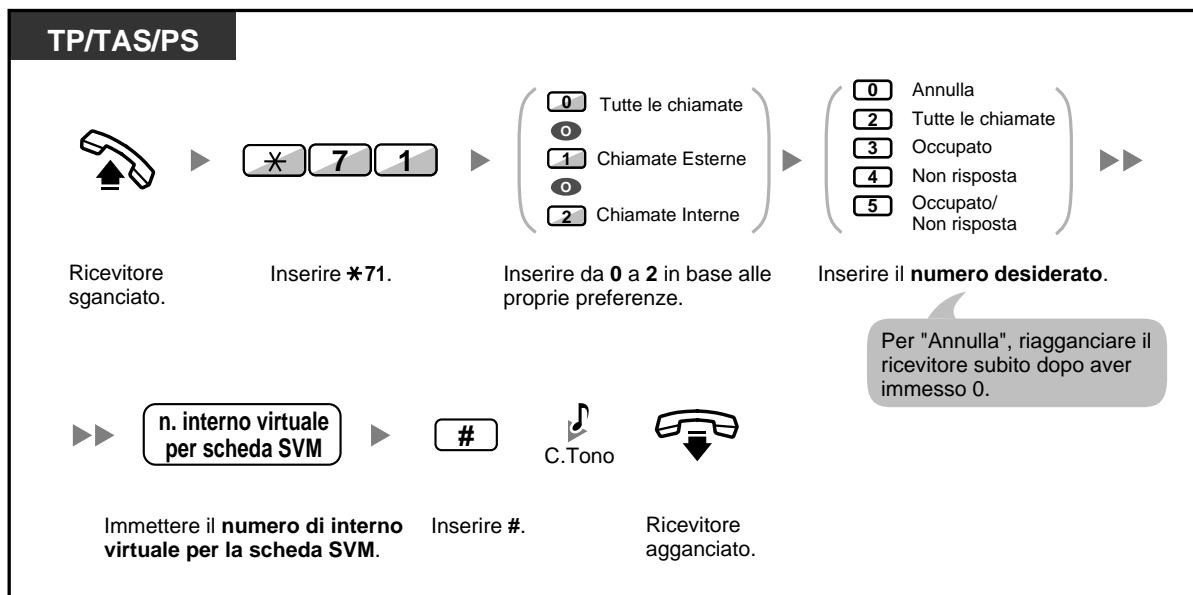 TP/TAS/PS
0 Tutte le chiamate
o
1 Chiamate Esterne
o
2 Chiamate Interne
0 Annulla
2 Tutte le chiamate
3 Occupato
4 Non risposta
5 Occupato/
Non risposta
* 7 1
Ricevitore
sganciato.
Inserire *71.
Inserire da 0 a 2 in base alle
proprie preferenze.
Inserire il numero desiderato.
Per "Annulla", riagganciare il
ricevitore subito dopo aver
immesso 0.
n. interno virtuale
per scheda SVM
#
C.Tono
Immettere il numero di interno
virtuale per la scheda SVM.
Inserire #.
Ricevitore
agganciato.